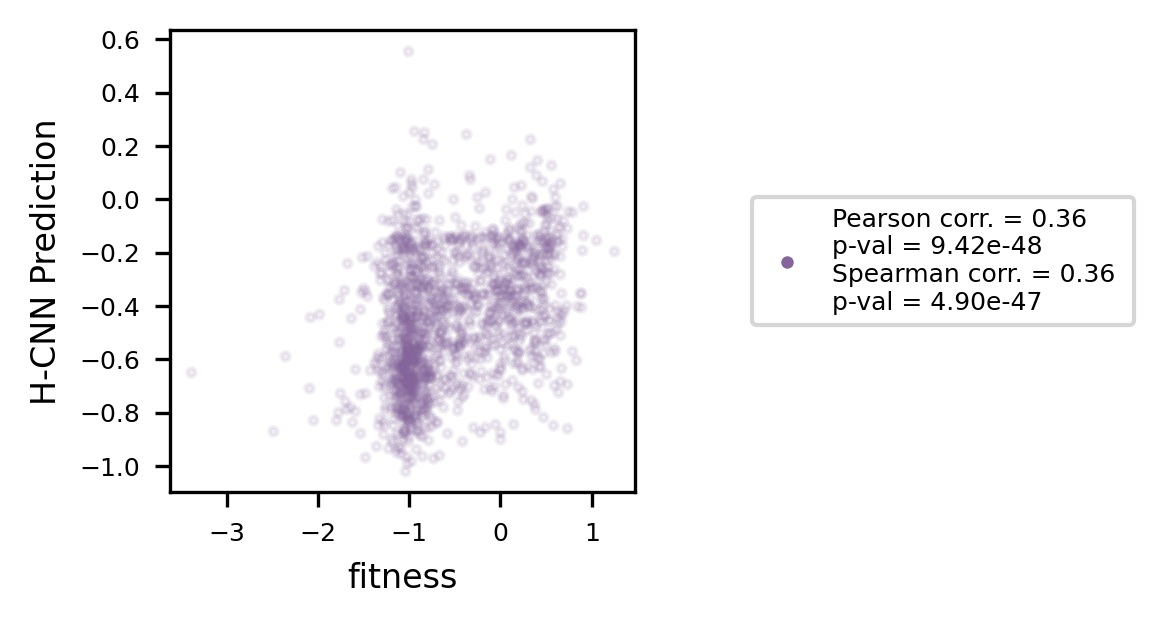 H-CNN Prediction
0.6
0.4
0.2
0.0
−0.2
−0.4
−0.6
−0.8
−1.0
−3 −2 −1 0 1
fitness
Pearson corr. = 0.36
p-val = 9.42e-48
Spearman corr. = 0.36
p-val = 4.90e-47